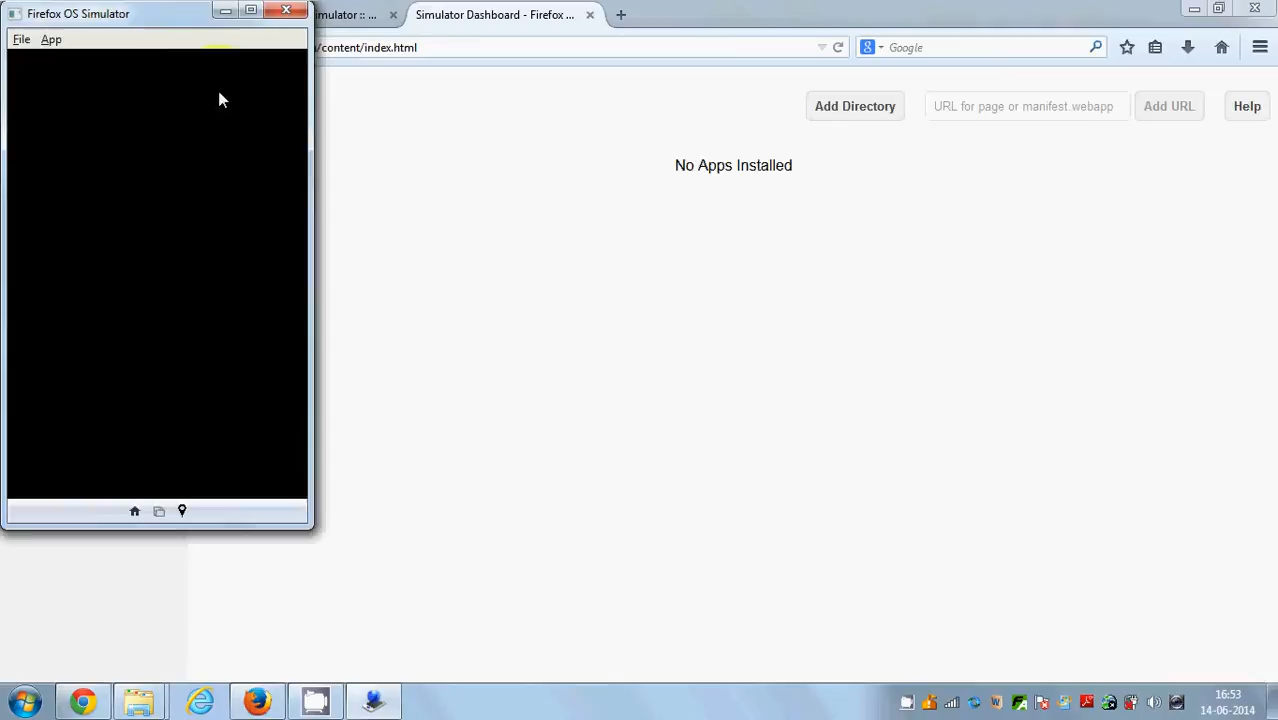 Firefox OS Simulator
File App
imulator :: ...
Simulator Dashboard - Firefox ...
/content/index.html
Google
Add Directory
URL for page or manifest.webapp
Add URL
Help
No Apps Installed
16:53
14-06-2014